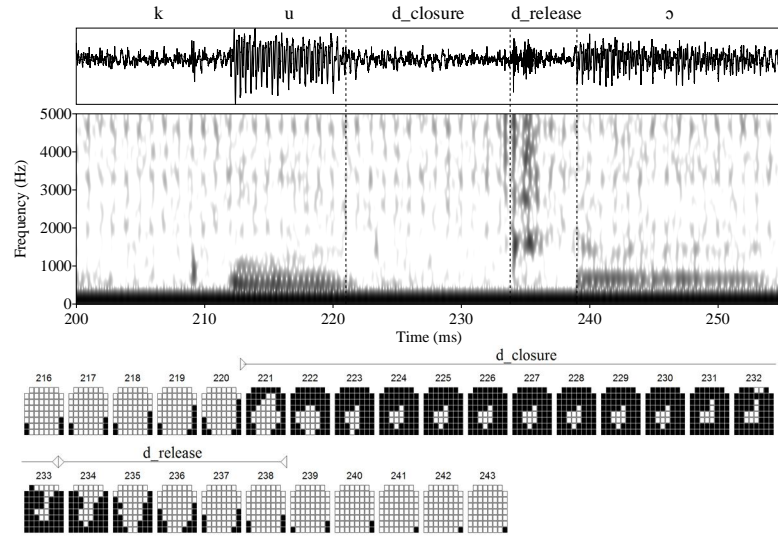 k u d_closure d_release ɔ
5000
4000
3000
2000
1000
0
Frequency (Hz)
200 210 220 230 240 250
Time (ms)
d_closure
216 217 218 219 220 221 222 223 224 225 226 227 228 229 230 231 232
d_release
233 234 235 236 237 238 239 240 241 242 243